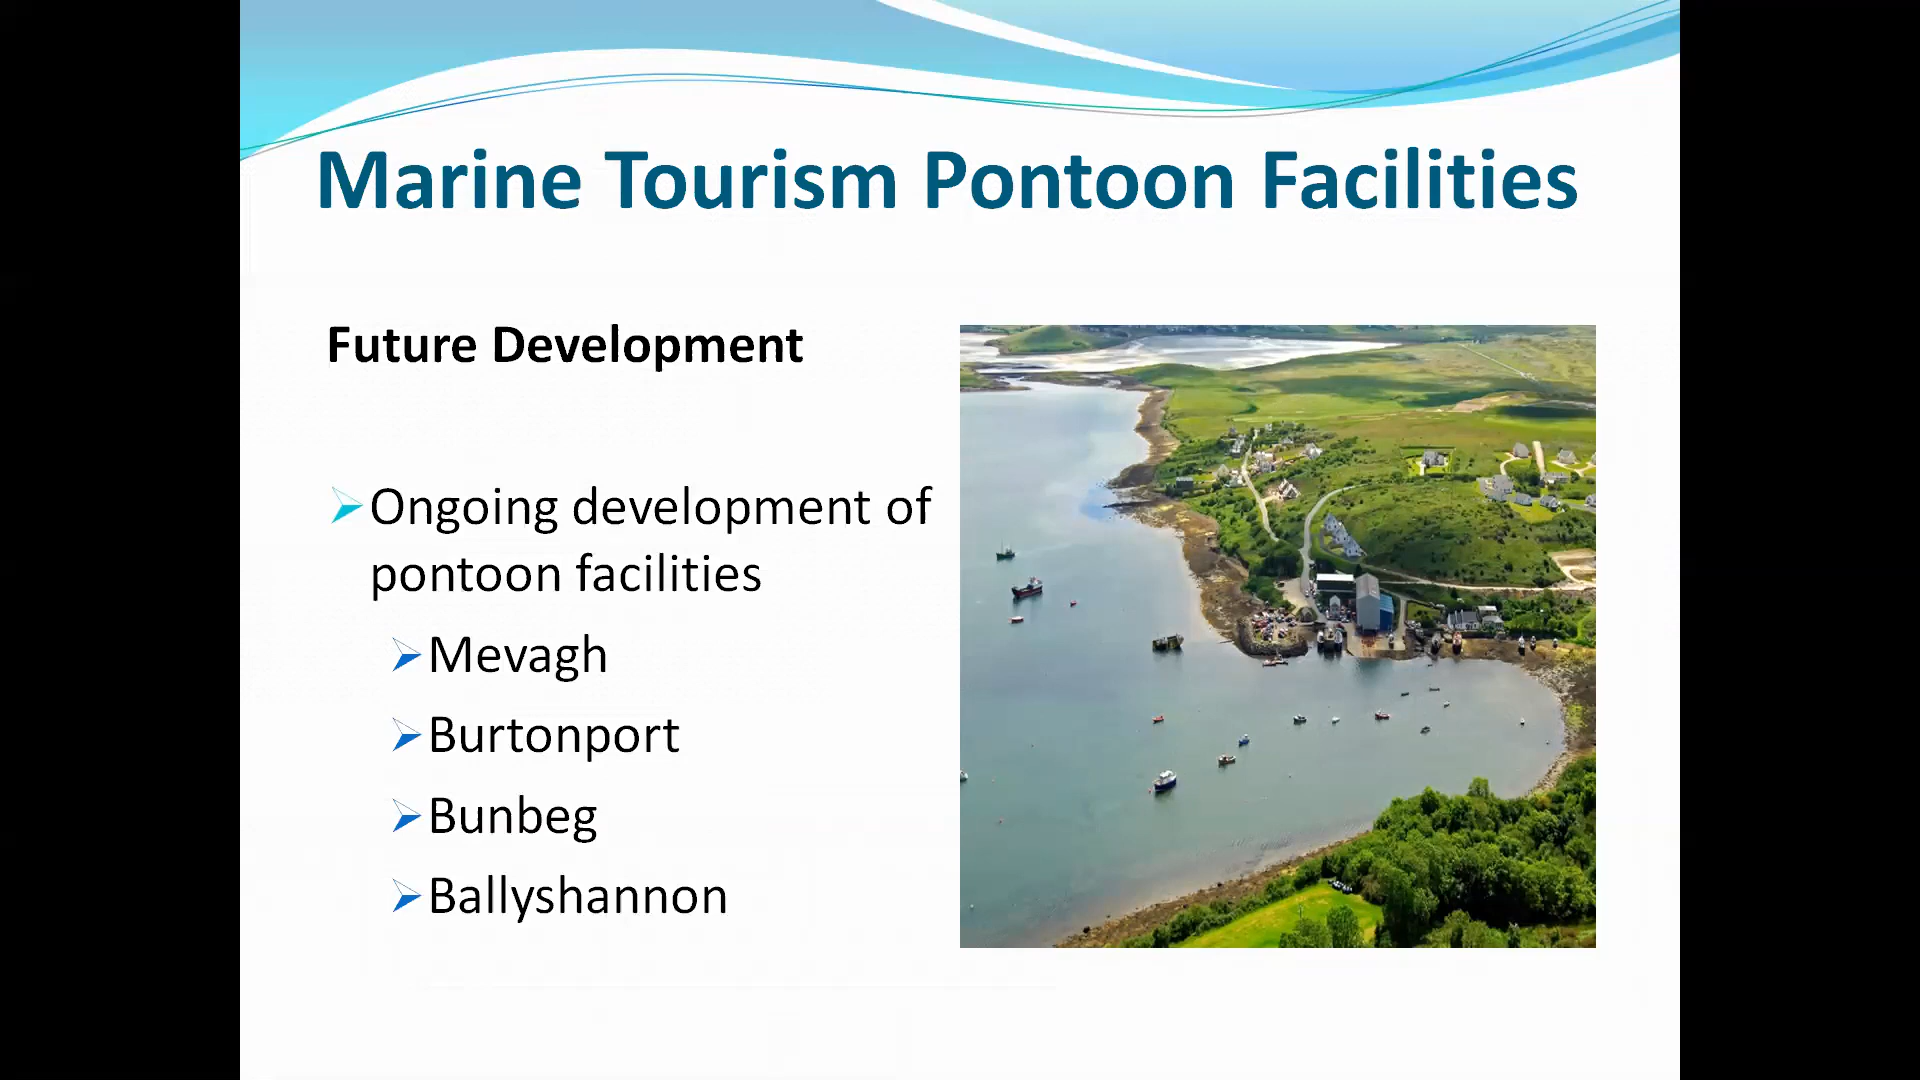 Marine Tourism Pontoon Facilities
Future Development
Ongoing development of
pontoon facilities
Mevagh
Burtonport
Bunbeg
Ballyshannon